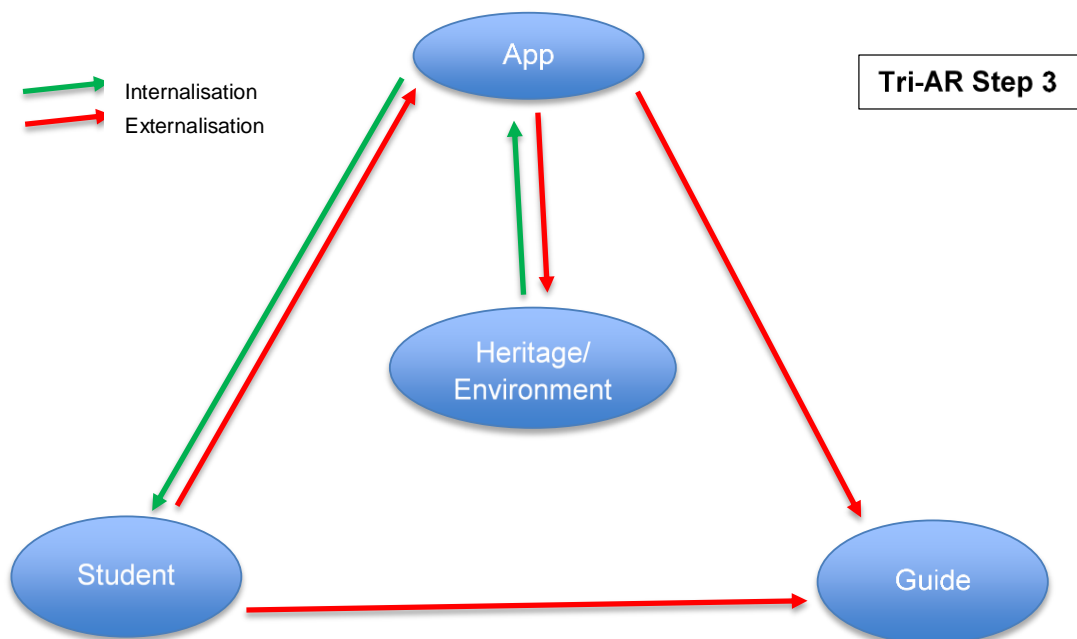 App
Tri-AR Step 3
Internalisation
Externalisation
Heritage/
Environment
Student
Guide